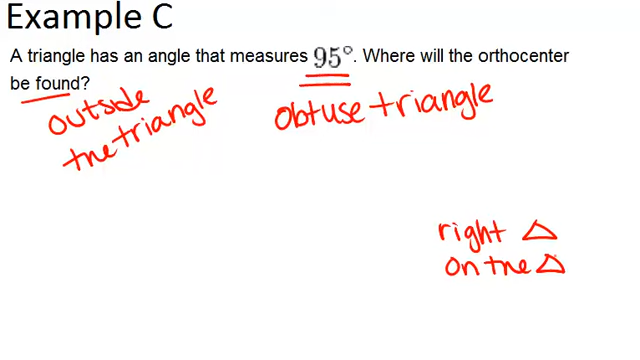 Example C
A triangle has an angle that measures 95°. Where will the orthocenter
be found?
outside
the triangle
obtuse triangle
right △
on the △